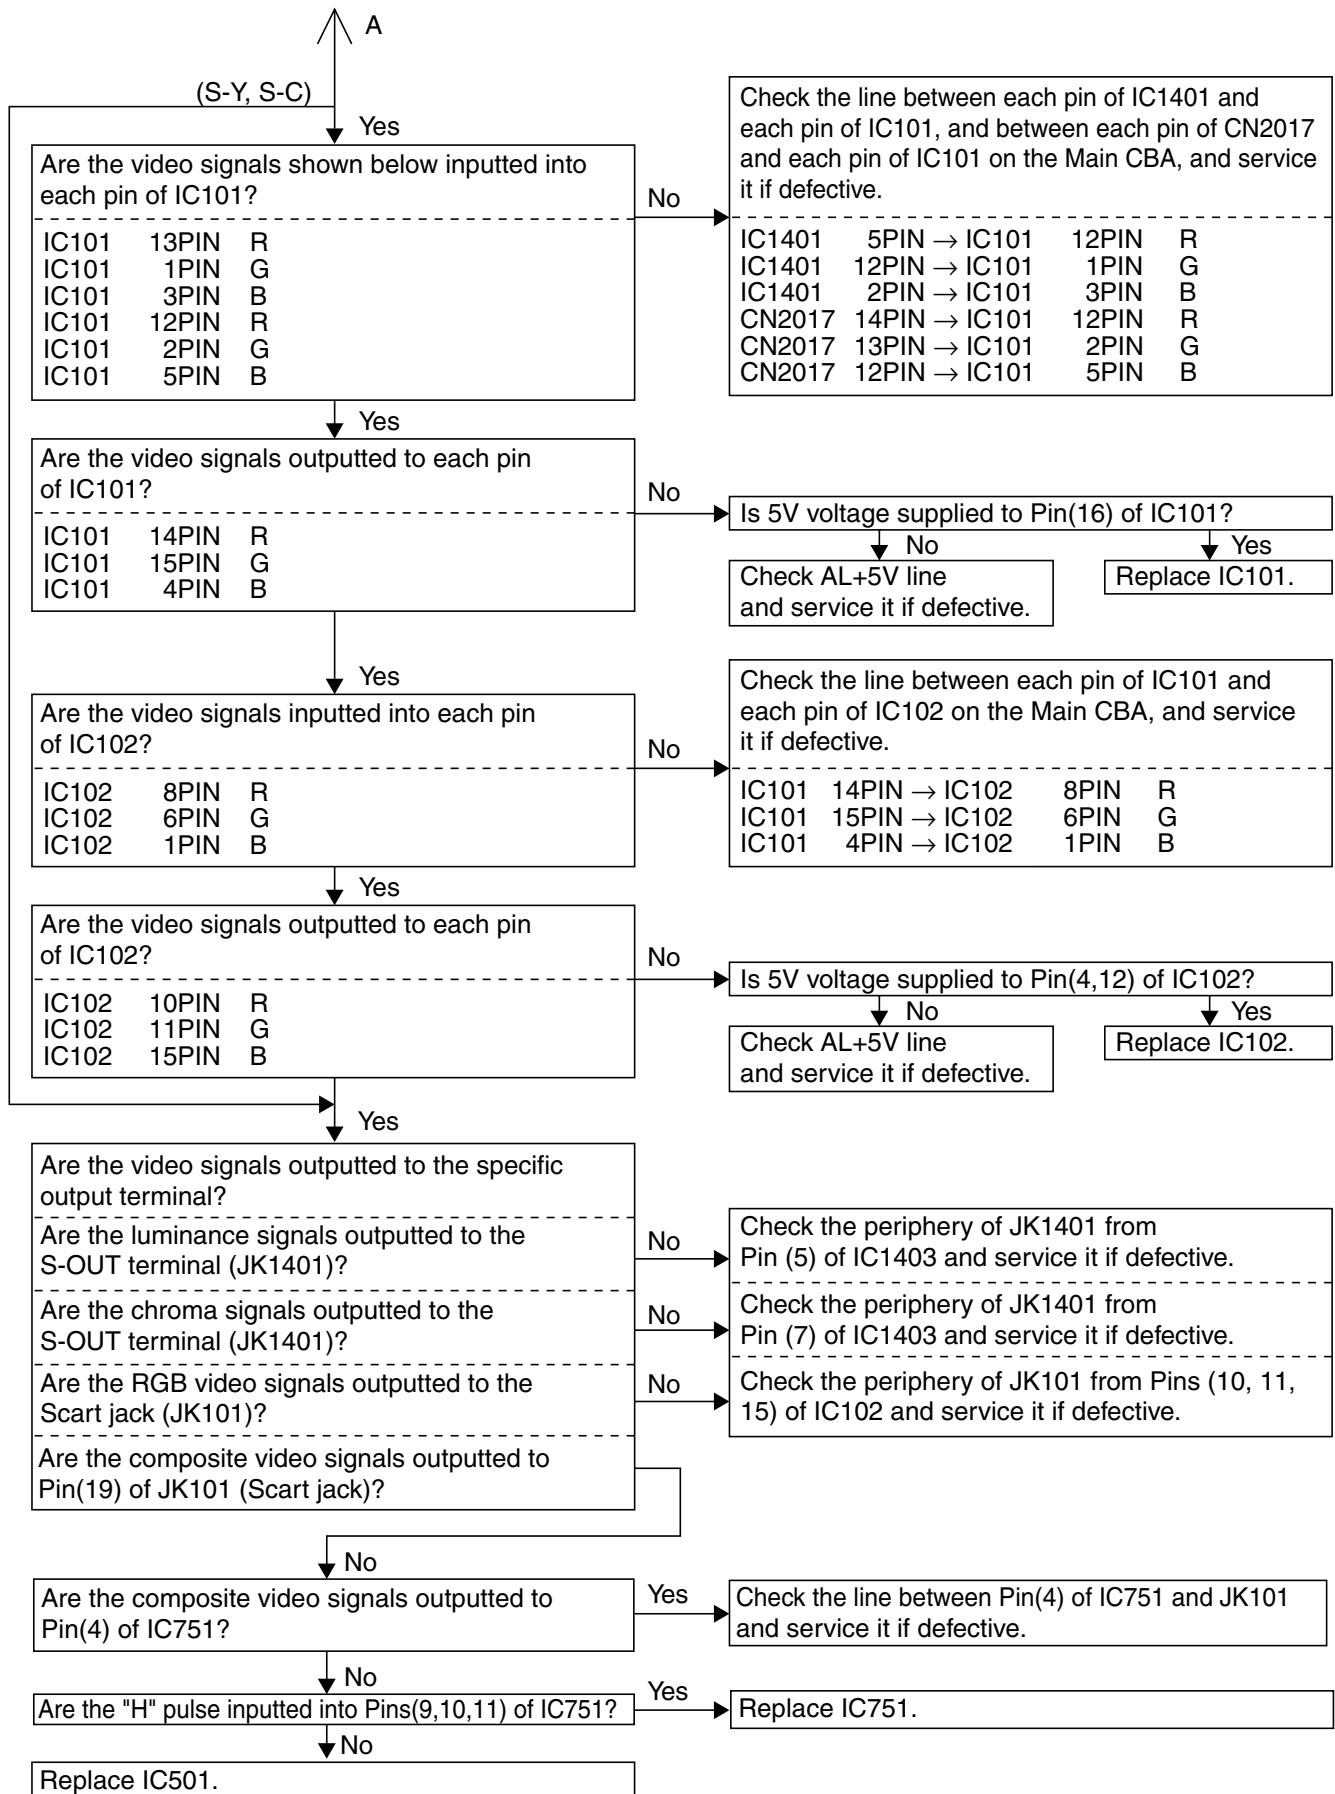 A
(S-Y, S-C)
Yes
Are the video signals shown below inputted into
each pin of IC101?
IC101 13PIN R
IC101 1PIN G
IC101 3PIN B
IC101 12PIN R
IC101 2PIN G
IC101 5PIN B
No
Check the line between each pin of IC1401 and
each pin of IC101, and between each pin of CN2017
and each pin of IC101 on the Main CBA, and service
it if defective.
IC1401 5PIN → IC101 12PIN R
IC1401 12PIN → IC101 1PIN G
IC1401 2PIN → IC101 3PIN B
CN2017 14PIN → IC101 12PIN R
CN2017 13PIN → IC101 2PIN G
CN2017 12PIN → IC101 5PIN B
Yes
Are the video signals outputted to each pin
of IC101?
IC101 14PIN R
IC101 15PIN G
IC101 4PIN B
No
Is 5V voltage supplied to Pin(16) of IC101?
No
Yes
Check AL+5V line
and service it if defective.
Replace IC101.
Yes
Are the video signals inputted into each pin
of IC102?
IC102 8PIN R
IC102 6PIN G
IC102 1PIN B
No
Check the line between each pin of IC101 and
each pin of IC102 on the Main CBA, and service
it if defective.
IC101 14PIN → IC102 8PIN R
IC101 15PIN → IC102 6PIN G
IC101 4PIN → IC102 1PIN B
Yes
Are the video signals outputted to each pin
of IC102?
IC102 10PIN R
IC102 11PIN G
IC102 15PIN B
No
Is 5V voltage supplied to Pin(4,12) of IC102?
No
Yes
Check AL+5V line
and service it if defective.
Replace IC102.
Yes
Are the video signals outputted to the specific
output terminal?
Are the luminance signals outputted to the
S-OUT terminal (JK1401)?
No
Check the periphery of JK1401 from
Pin (5) of IC1403 and service it if defective.
Are the chroma signals outputted to the
S-OUT terminal (JK1401)?
No
Check the periphery of JK1401 from
Pin (7) of IC1403 and service it if defective.
Are the RGB video signals outputted to the
Scart jack (JK101)?
No
Check the periphery of JK101 from Pins (10, 11,
15) of IC102 and service it if defective.
Are the composite video signals outputted to
Pin(19) of JK101 (Scart jack)?
No
Are the composite video signals outputted to
Pin(4) of IC751?
Yes
Check the line between Pin(4) of IC751 and JK101
and service it if defective.
No
Are the "H" pulse inputted into Pins(9,10,11) of IC751?
Yes
Replace IC751.
No
Replace IC501.